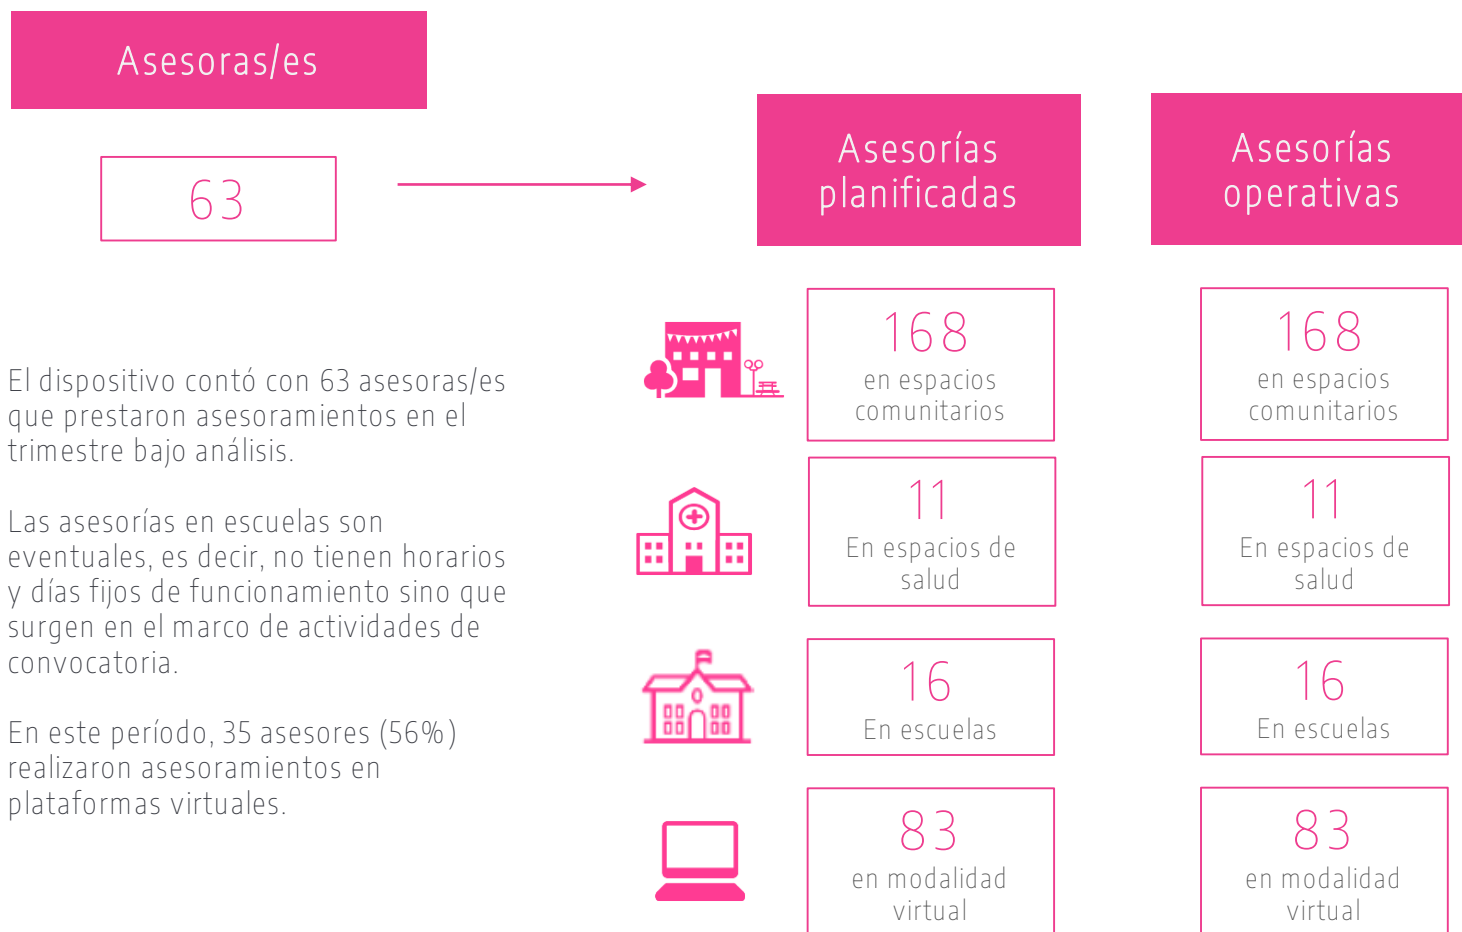 Asesoras/es
63
El dispositivo contó con 63 asesoras/es
que prestaron asesoramientos en el
trimestre bajo análisis.
Las asesorías en escuelas son
eventuales, es decir, no tienen horarios
y días fijos de funcionamiento sino que
surgen en el marco de actividades de
convocatoria.
En este período, 35 asesores (56%)
realizaron asesoramientos en
plataformas virtuales.
Asesorías
planificadas
168
en espacios
comunitarios
11
En espacios de
salud
16
En escuelas
83
en modalidad
virtual
Asesorías
operativas
168
en espacios
comunitarios
11
En espacios de
salud
16
En escuelas
83
en modalidad
virtual